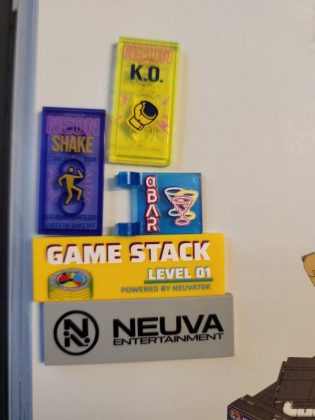 NEON
K.O.
NEON
SHAKE
a BAR
GAME STACK
LEVEL 01
POWERED BY NEUVATEK
N.
NEUVA
ENTERTAINMENT